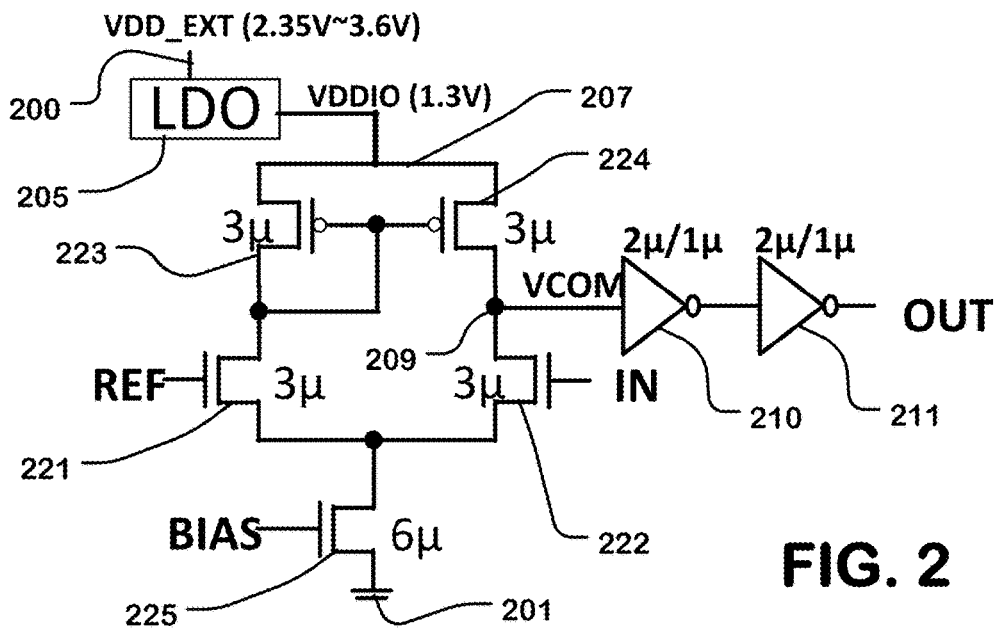 VDD_EXT (2.35V~3.6V)
200
LDO
VDDIO (1.3V)
207
205
224
3μ
3μ
223
2μ/1μ
2μ/1μ
VCOM
OUT
209
REF
3μ
3μ
IN
210
211
221
BIAS
6μ
222
FIG. 2
225
201